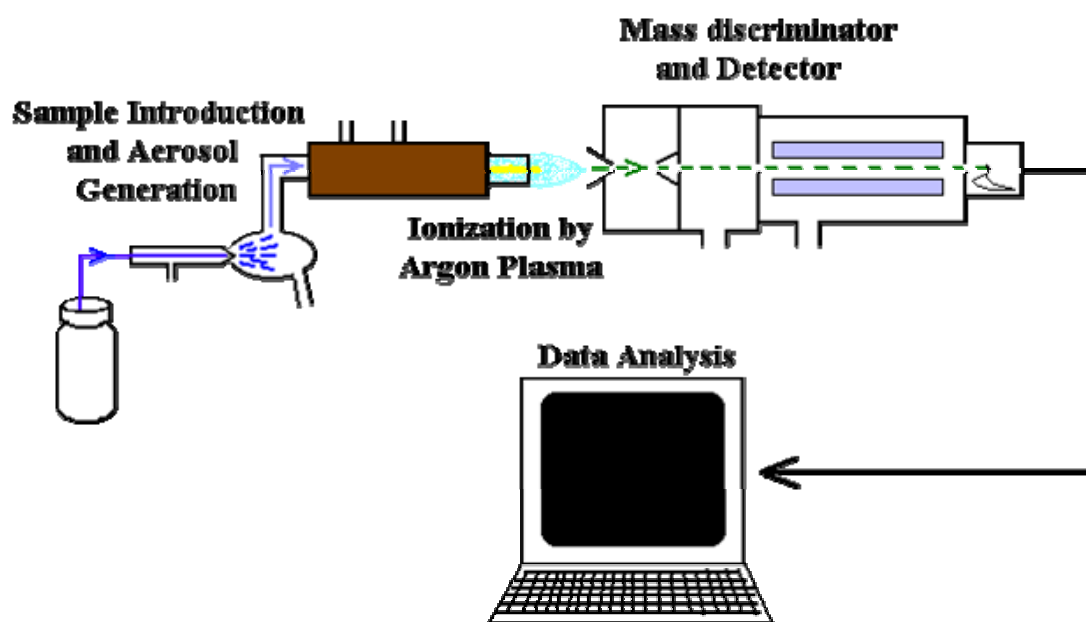 Mass discriminator
and Detector
Sample Introduction
and Aerosol
Generation
Ionization by
Argon Plasma
Data Analysis